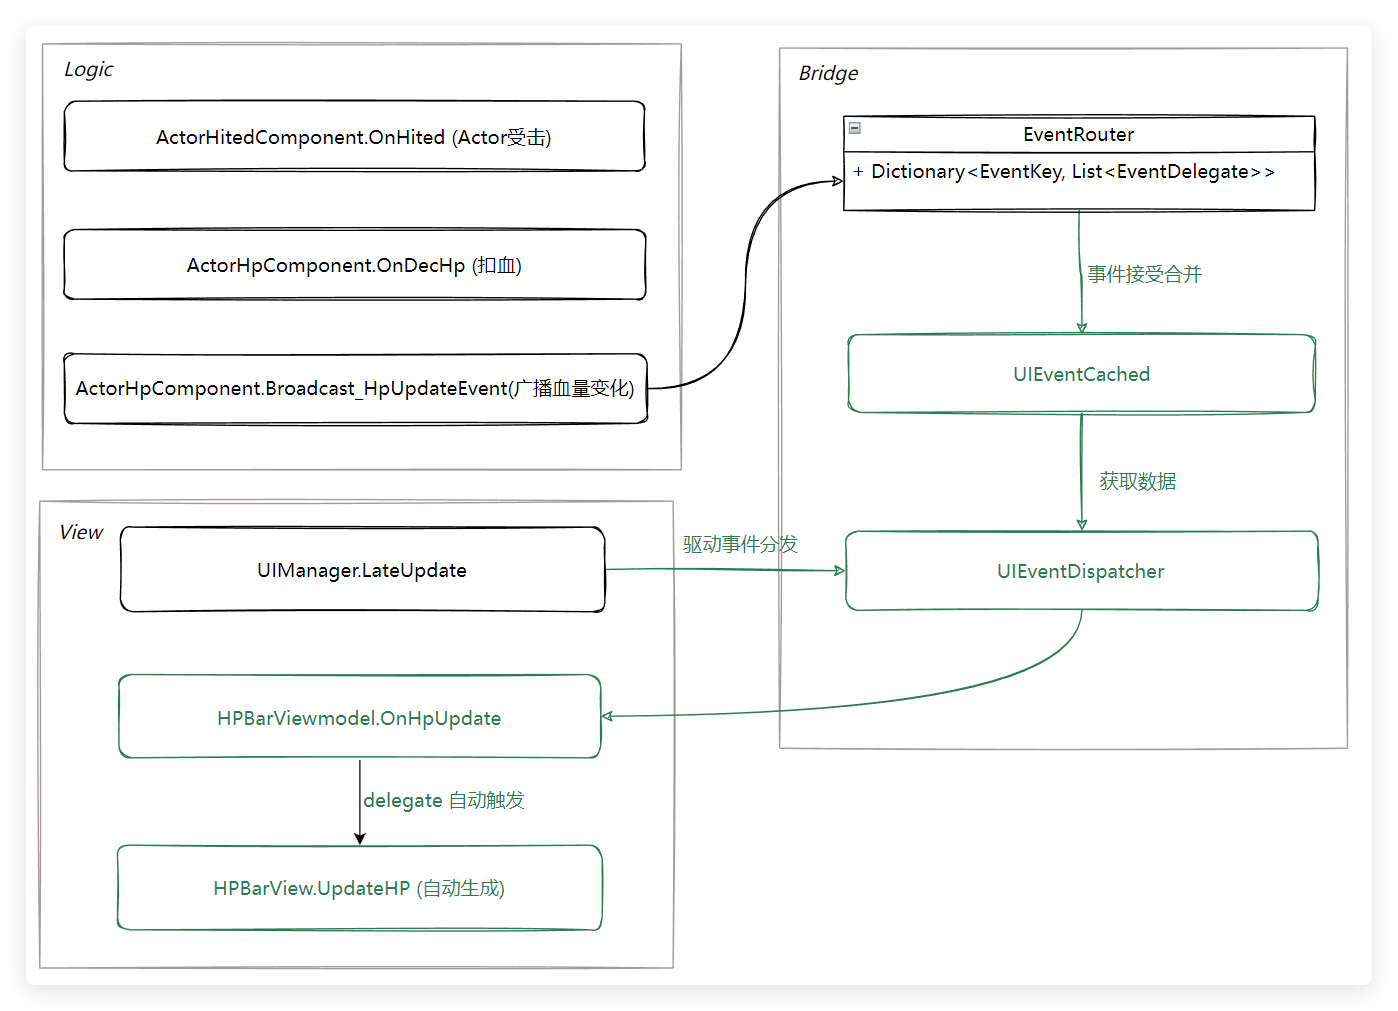 Logic
ActorHitedComponent.OnHited (Actor受击)
ActorHpComponent.OnDecHp (扣血)
ActorHpComponent.Broadcast_HpUpdateEvent(广播血量变化)
Bridge
EventRouter
+ Dictionary<EventKey, List<EventDelegate>>
事件接受合并
UIEventCached
获取数据
UIEventDispatcher
View
UIManager.LateUpdate
驱动事件分发
HPBarViewmodel.OnHpUpdate
delegate 自动触发
HPBarView.UpdateHP (自动生成)